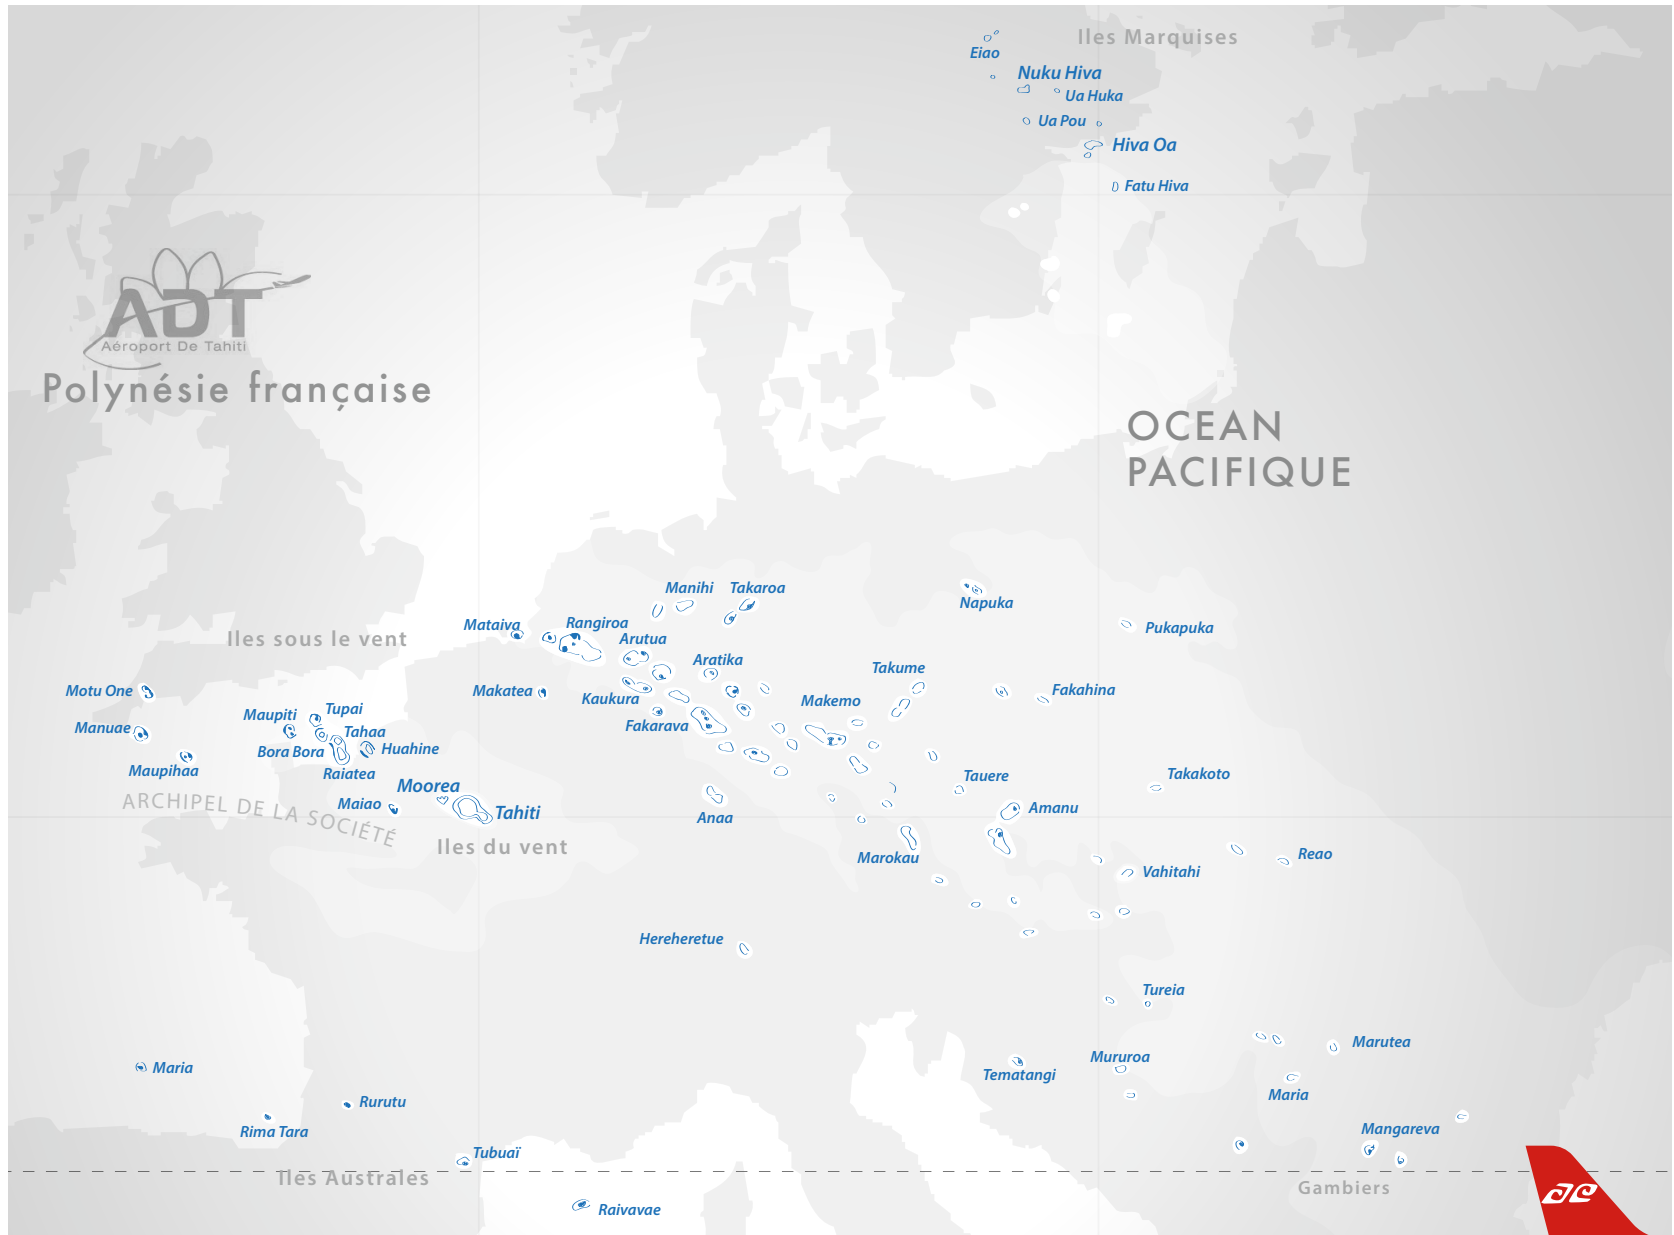 Iles Marquises
Eiao
Nuku Hiva
Ua Huka
Ua Pou
Hiva Oa
Fatu Hiva
ADT
Aéroport De Tahiti
Polynésie française
OCEAN
PACIFIQUE
Manihi
Takaroa
Napuka
Mataiva
Rangiroa
Pukapuka
Iles sous le vent
Arutua
Aratika
Takume
Motu One
Makatea
Kaukura
Makemo
Fakahina
Maupiti
Tupai
Manuae
Tahaa
Fakarava
Bora Bora
Huahine
Maupihaa
Raiatea
Tauere
Takakoto
Moorea
ARCHIPEL DE LA SOCIÉTÉ
Maiao
Tahiti
Anaa
Amanu
Iles du vent
Marokau
Reao
Vahitahi
Hereheretue
Tureia
Marutea
Mururoa
Maria
Tematangi
Maria
Rurutu
Rima Tara
Mangareva
Tubuaï
Iles Australes
Gambiers
Raivavae